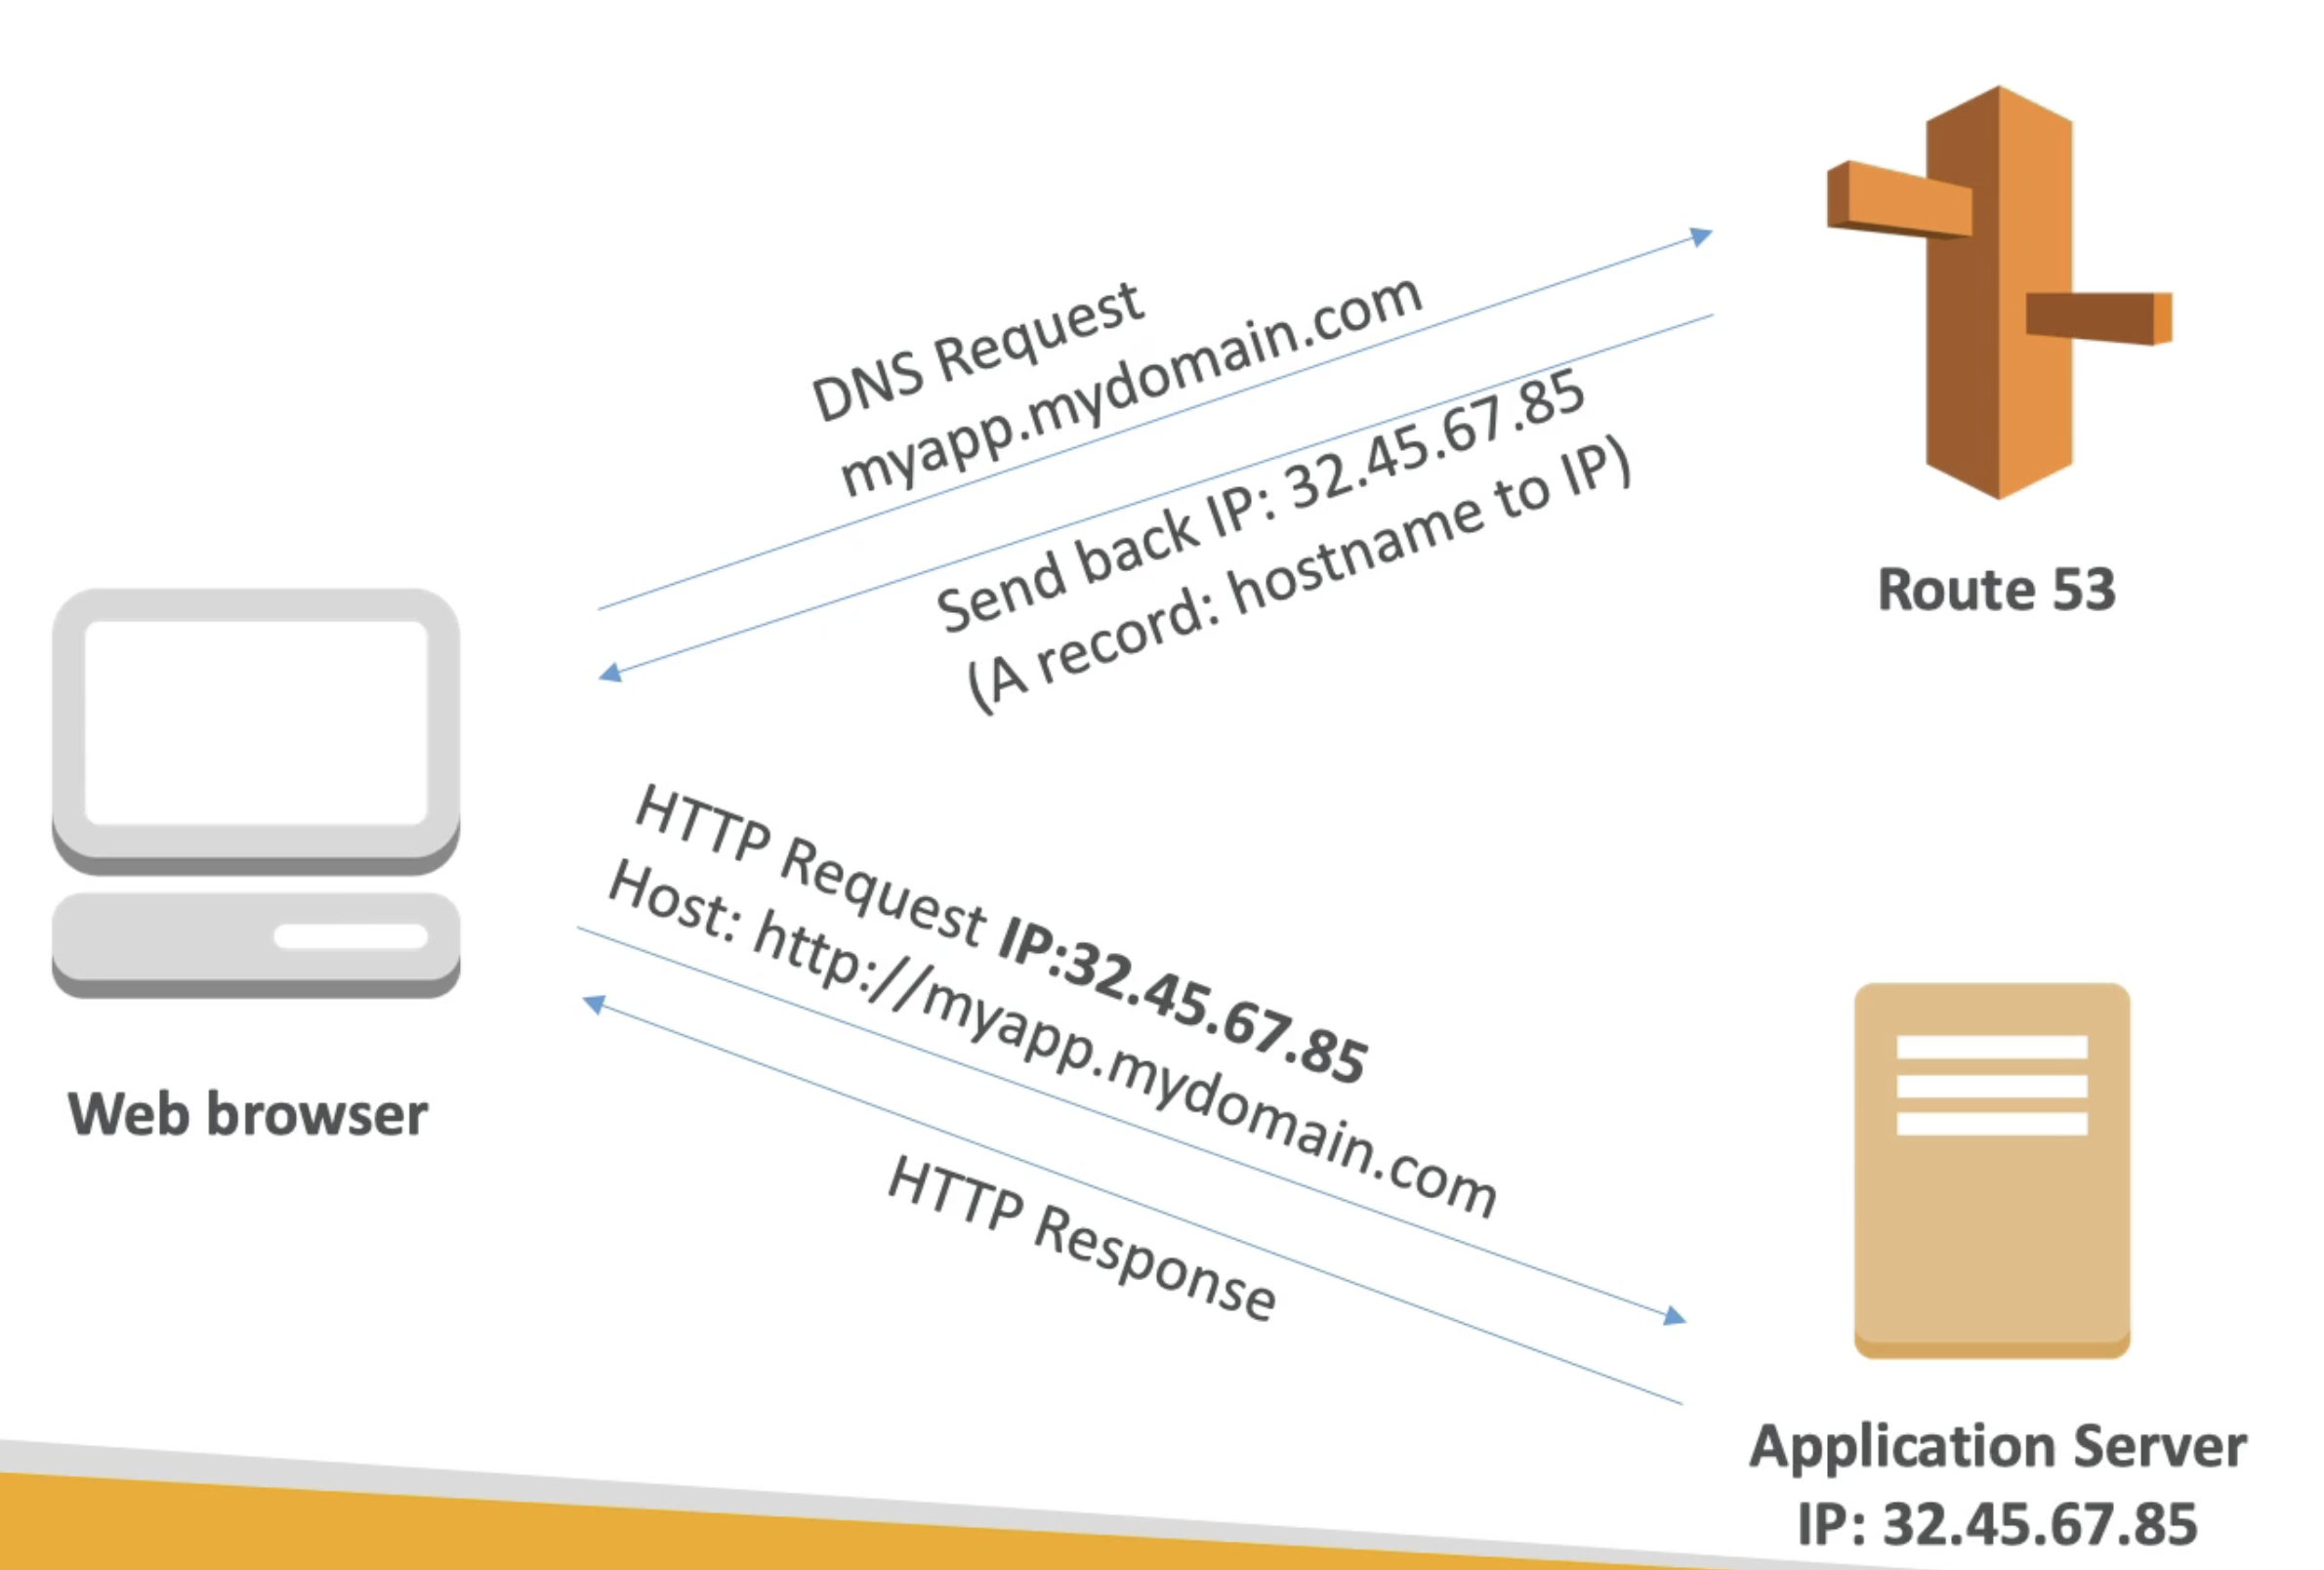 DNS Request
myapp.mydomain.com
Send back IP: 32.45.67.85
(A record: hostname to IP)
Route 53
HTTP Request IP:32.45.67.85
Host: http://myapp.mydomain.com
HTTP Response
Web browser
Application Server
IP: 32.45.67.85